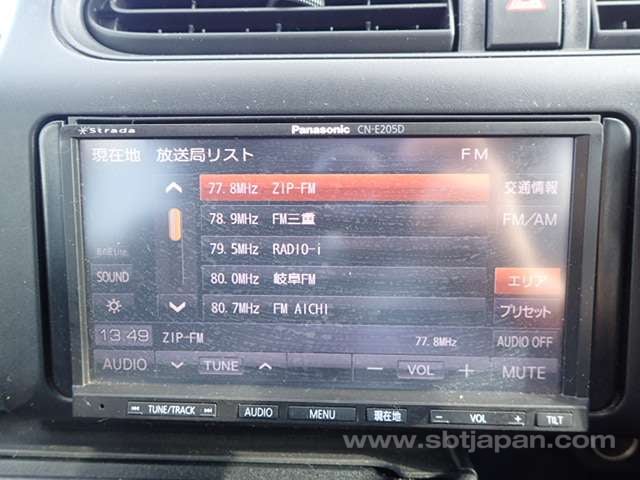 Strada Panasonic CN-E205D
現在地 放送局リスト FM
77.8MHz ZIP-FM 交通情報
78.9MHz FM三重 FM/AM
79.5MHz RADIO-i
SOUND 80.0MHz 岐阜FM エリア
80.7MHz FM AICHI プリセット
13:49 ZIP-FM 77.8MHz AUDIO OFF
AUDIO TUNE − VOL + MUTE
TUNE/TRACK AUDIO MENU 現在地 − VOL + TILT
www.sbtjapan.com